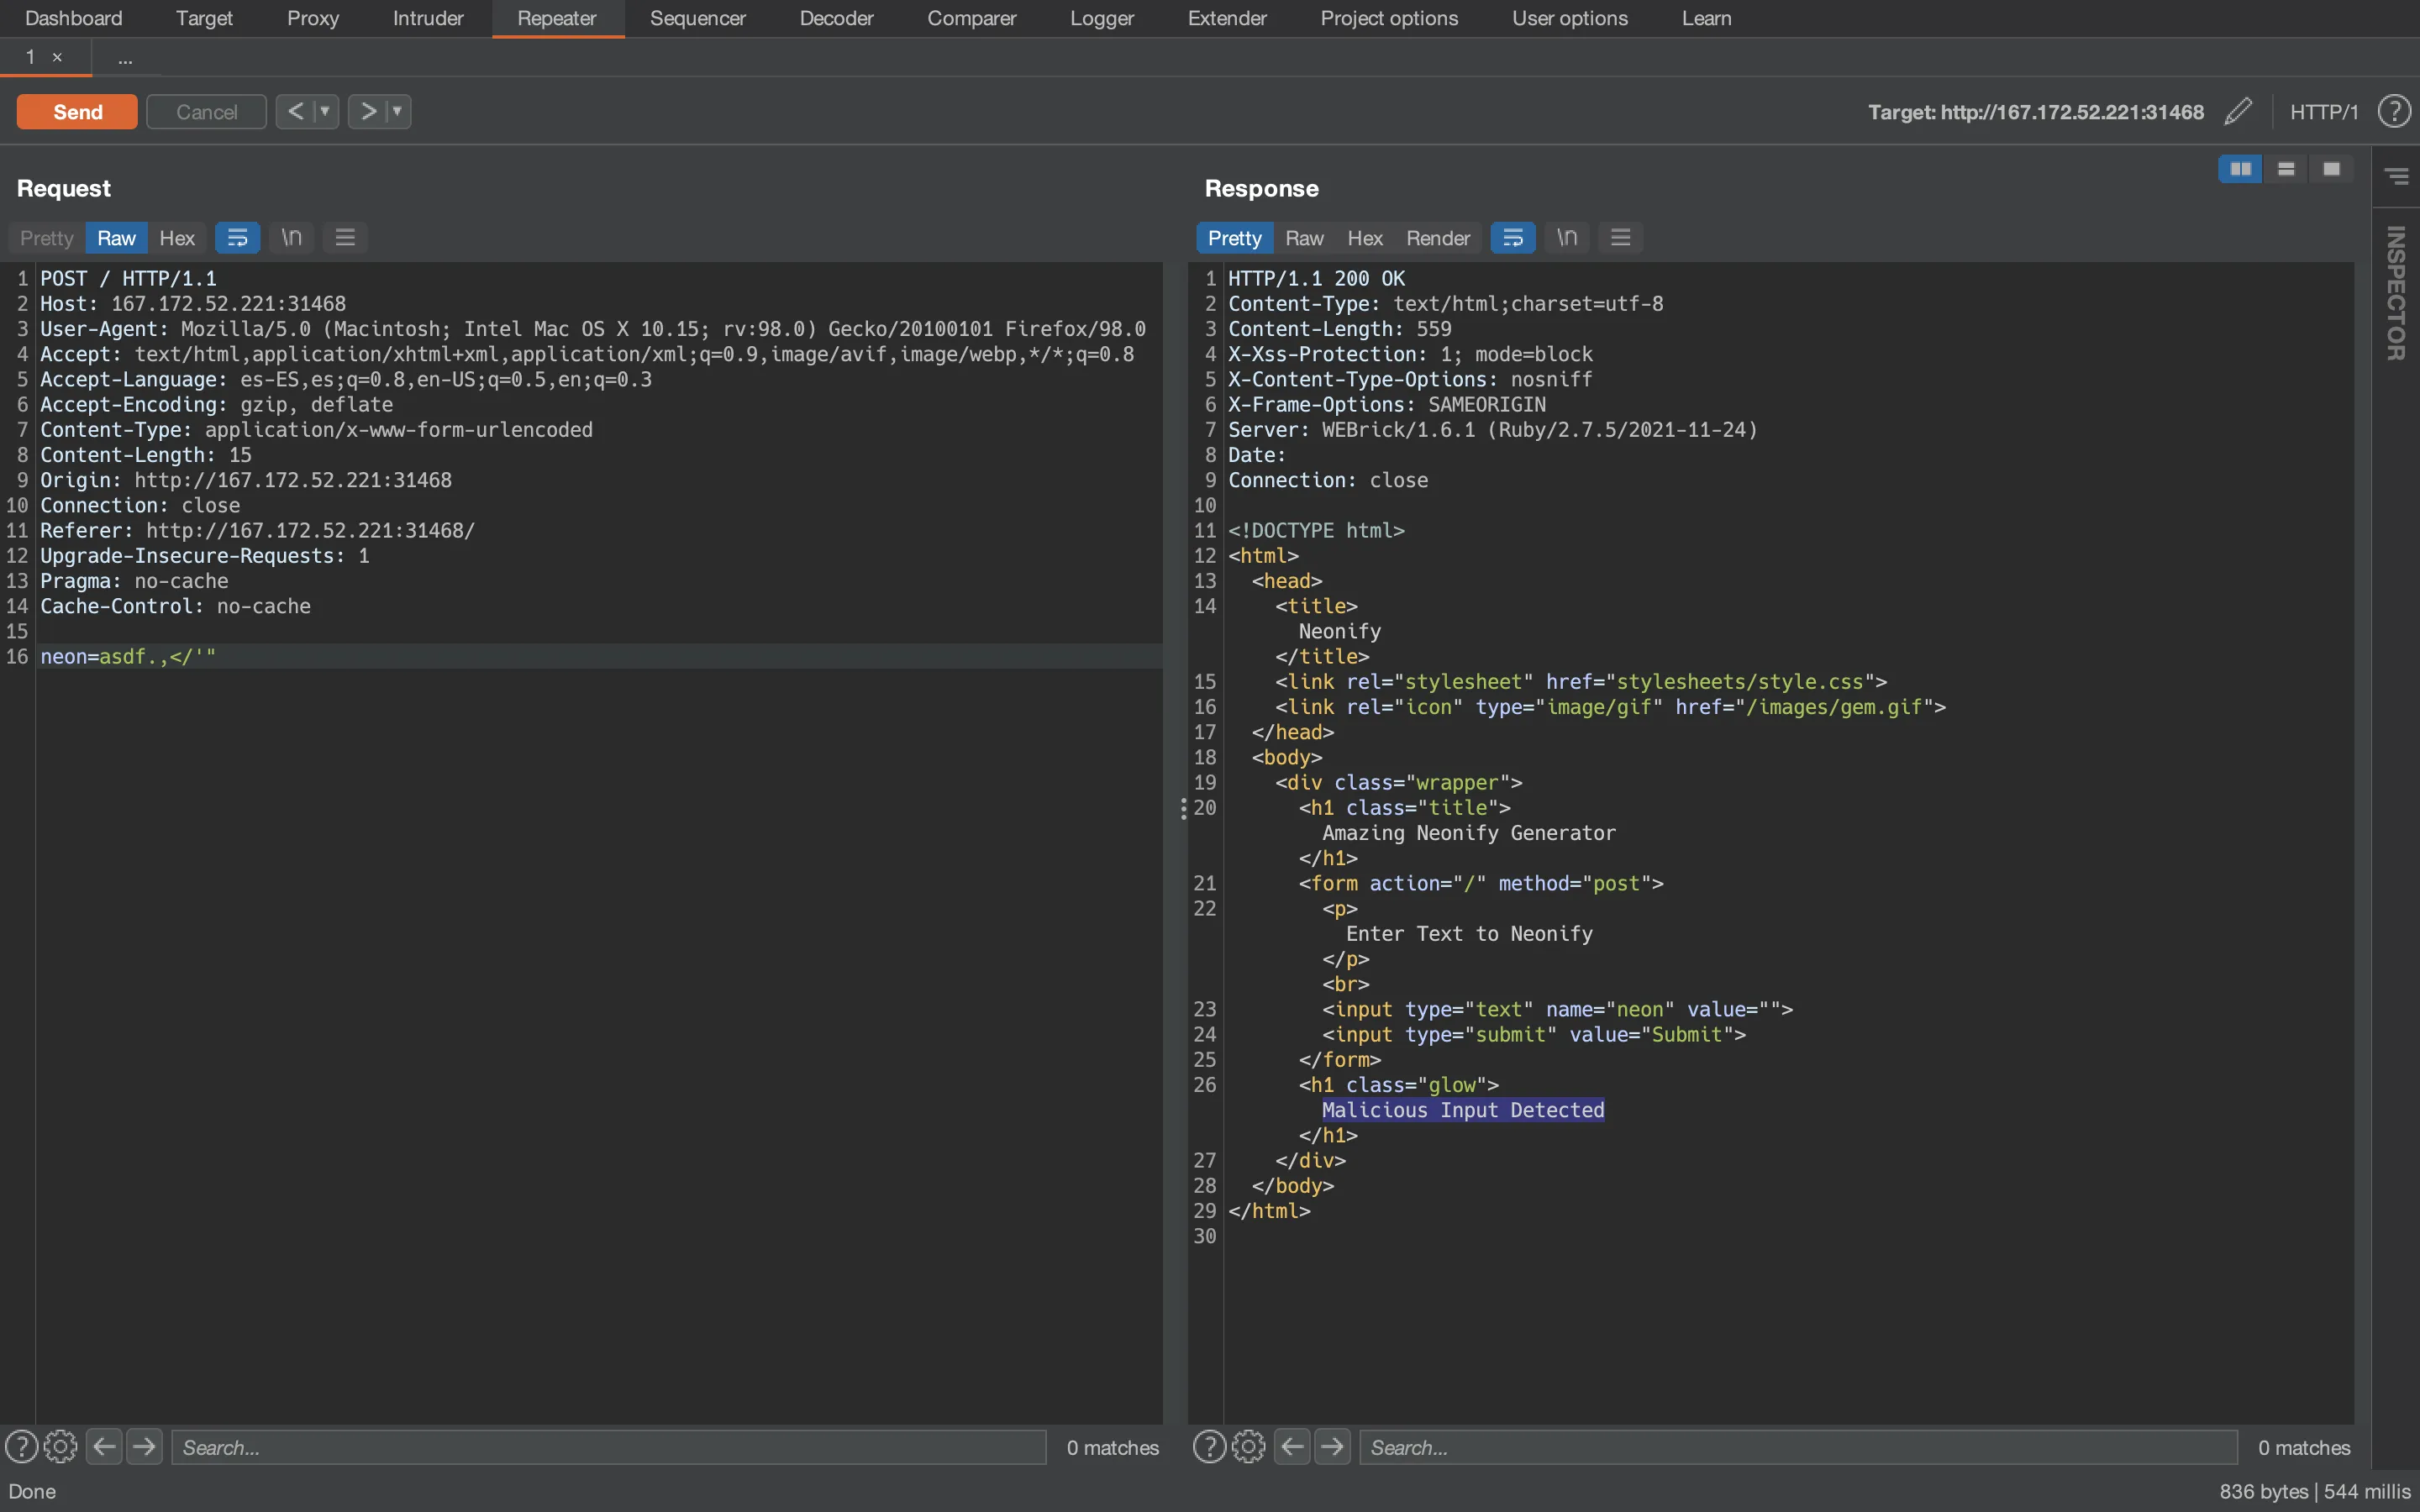 Dashboard Target Proxy Intruder Repeater Sequencer Decoder Comparer Logger Extender Project options User options Learn
1 × ...
Send Cancel < > Target: http://167.172.52.221:31468 HTTP/1 ?
Request
Pretty Raw Hex \n
1 POST / HTTP/1.1
2 Host: 167.172.52.221:31468
3 User-Agent: Mozilla/5.0 (Macintosh; Intel Mac OS X 10.15; rv:98.0) Gecko/20100101 Firefox/98.0
4 Accept: text/html,application/xhtml+xml,application/xml;q=0.9,image/avif,image/webp,*/*;q=0.8
5 Accept-Language: es-ES,es;q=0.8,en-US;q=0.5,en;q=0.3
6 Accept-Encoding: gzip, deflate
7 Content-Type: application/x-www-form-urlencoded
8 Content-Length: 15
9 Origin: http://167.172.52.221:31468
10 Connection: close
11 Referer: http://167.172.52.221:31468/
12 Upgrade-Insecure-Requests: 1
13 Pragma: no-cache
14 Cache-Control: no-cache
15
16 neon=asdf.,</'"
? Search... 0 matches
Response
Pretty Raw Hex Render \n
1 HTTP/1.1 200 OK
2 Content-Type: text/html;charset=utf-8
3 Content-Length: 559
4 X-Xss-Protection: 1; mode=block
5 X-Content-Type-Options: nosniff
6 X-Frame-Options: SAMEORIGIN
7 Server: WEBrick/1.6.1 (Ruby/2.7.5/2021-11-24)
8 Date:
9 Connection: close
10
11 <!DOCTYPE html>
12 <html>
13 <head>
14 <title>
Neonify
</title>
15 <link rel="stylesheet" href="stylesheets/style.css">
16 <link rel="icon" type="image/gif" href="/images/gem.gif">
17 </head>
18 <body>
19 <div class="wrapper">
20 <h1 class="title">
Amazing Neonify Generator
</h1>
21 <form action="/" method="post">
22 <p>
Enter Text to Neonify
</p>
<br>
23 <input type="text" name="neon" value="">
24 <input type="submit" value="Submit">
25 </form>
26 <h1 class="glow">
Malicious Input Detected
</h1>
27 </div>
28 </body>
29 </html>
30
? Search... 0 matches
INSPECTOR
Done
836 bytes | 544 millis